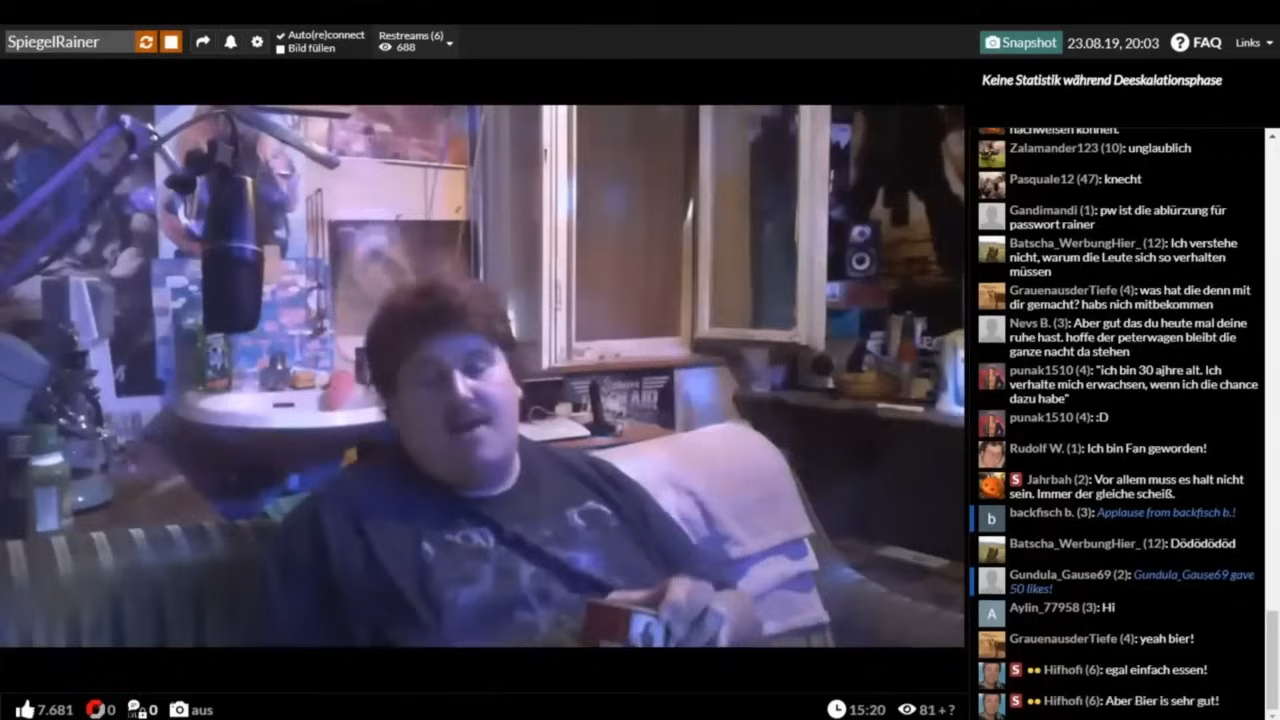 SpiegelRainer
Auto(re)connect
Bild füllen
Restreams (6)
688
Snapshot
23.08.19, 20:03
FAQ
Links
Keine Statistik während Deeskalationsphase
nachweisen können.
Zalamander123 (10): unglaublich
Pasquale12 (47): knecht
Gandimandi (1): pw ist die ablürzung für
passwort rainer
Batscha_WerbungHier_ (12): Ich verstehe
nicht, warum die Leute sich so verhalten
müssen
GrauenausderTiefe (4): was hat die denn mit
dir gemacht? habs nich mitbekommen
Nevs B. (3): Aber gut das du heute mal deine
ruhe hast. hoffe der peterwagen bleibt die
ganze nacht da stehen
punak1510 (4): "ich bin 30 ajhre alt. Ich
verhalte mich erwachsen, wenn ich die chance
dazu habe"
punak1510 (4): :D
Rudolf W. (1): Ich bin Fan geworden!
S Jahrbah (2): Vor allem muss es halt nicht
sein. Immer der gleiche scheiß.
b backfisch b. (3): Applause from backfisch b.!
Batscha_WerbungHier_ (12): Dödödödöd
Gundula_Gause69 (2): Gundula_Gause69 gave
50 likes!
A Aylin_77958 (3): Hi
GrauenausderTiefe (4): yeah bier!
S Hifhofi (6): egal einfach essen!
S Hifhofi (6): Aber Bier is sehr gut!
7.681
0
0
aus
15:20
81+?